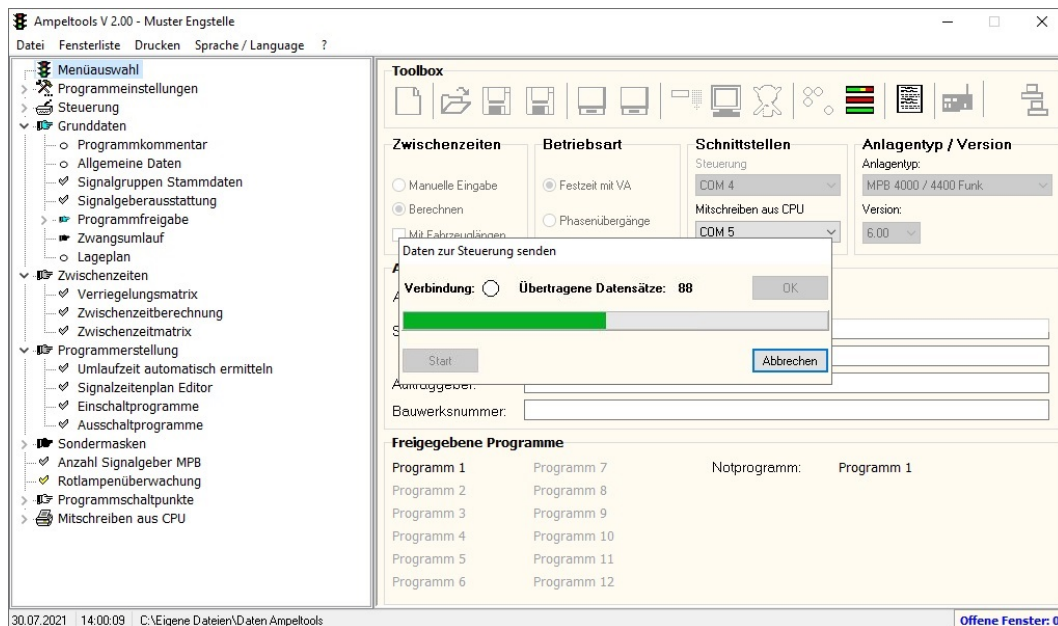 Ampeltools V 2.00 - Muster Engstelle
Datei Fensterliste Drucken Sprache / Language ?
Menüauswahl
Programmeinstellungen
Steuerung
Grunddaten
Programmkommentar
Allgemeine Daten
Signalgruppen Stammdaten
Signalgeberausstattung
Programmfreigabe
Zwangsumlauf
Lageplan
Zwischenzeiten
Verriegelungsmatrix
Zwischenzeitberechnung
Zwischenzeitmatrix
Programmerstellung
Umlaufzeit automatisch ermitteln
Signalzeitenplan Editor
Einschaltprogramme
Ausschaltprogramme
Sondermasken
Anzahl Signalgeber MPB
Rotlampenüberwachung
Programmschaltpunkte
Mitschreiben aus CPU
Toolbox
Zwischenzeiten
Manuelle Eingabe
Berechnen
Mit Fahrzeuglängen
Betriebsart
Festzeit mit VA
Phasenübergänge
Schnittstellen
Steuerung
COM 4
Mitschreiben aus CPU
COM 5
Anlagentyp / Version
Anlagentyp:
MPB 4000 / 4400 Funk
Version:
6.00
Daten zur Steuerung senden
Verbindung: Übertragene Datensätze: 88 OK
Start Abbrechen
Auftraggeber:
Bauwerksnummer:
Freigegebene Programme
Programm 1 Programm 7 Notprogramm: Programm 1
Programm 2 Programm 8
Programm 3 Programm 9
Programm 4 Programm 10
Programm 5 Programm 11
Programm 6 Programm 12
30.07.2021 14:00:09 C:\Eigene Dateien\Daten Ampeltools Offene Fenster: 0